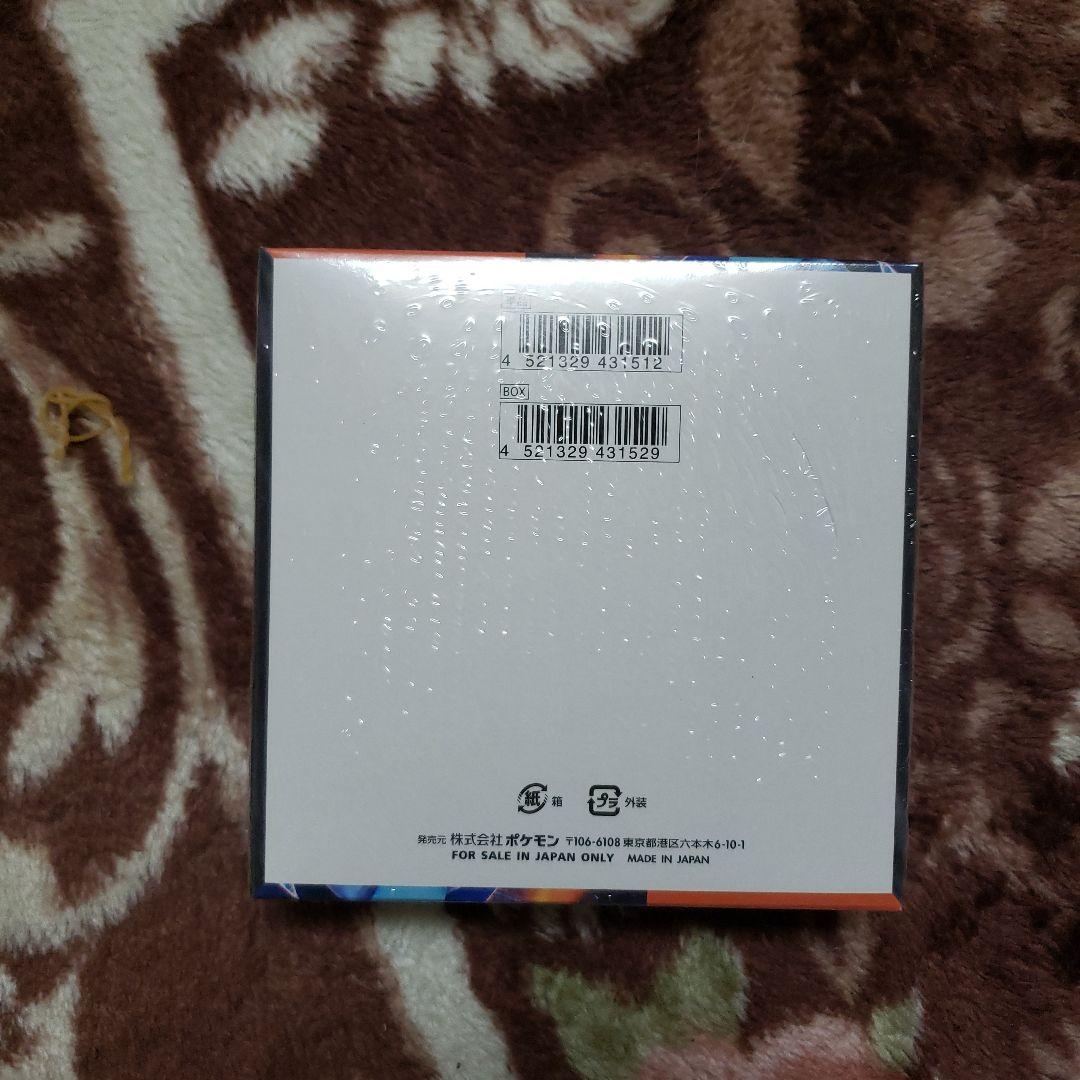 単品
4 521329 431512
BOX
4 521329 431529
紙 箱 プラ 外装
発売元 株式会社 ポケモン 〒106-6108 東京都港区六本木6-10-1
FOR SALE IN JAPAN ONLY MADE IN JAPAN